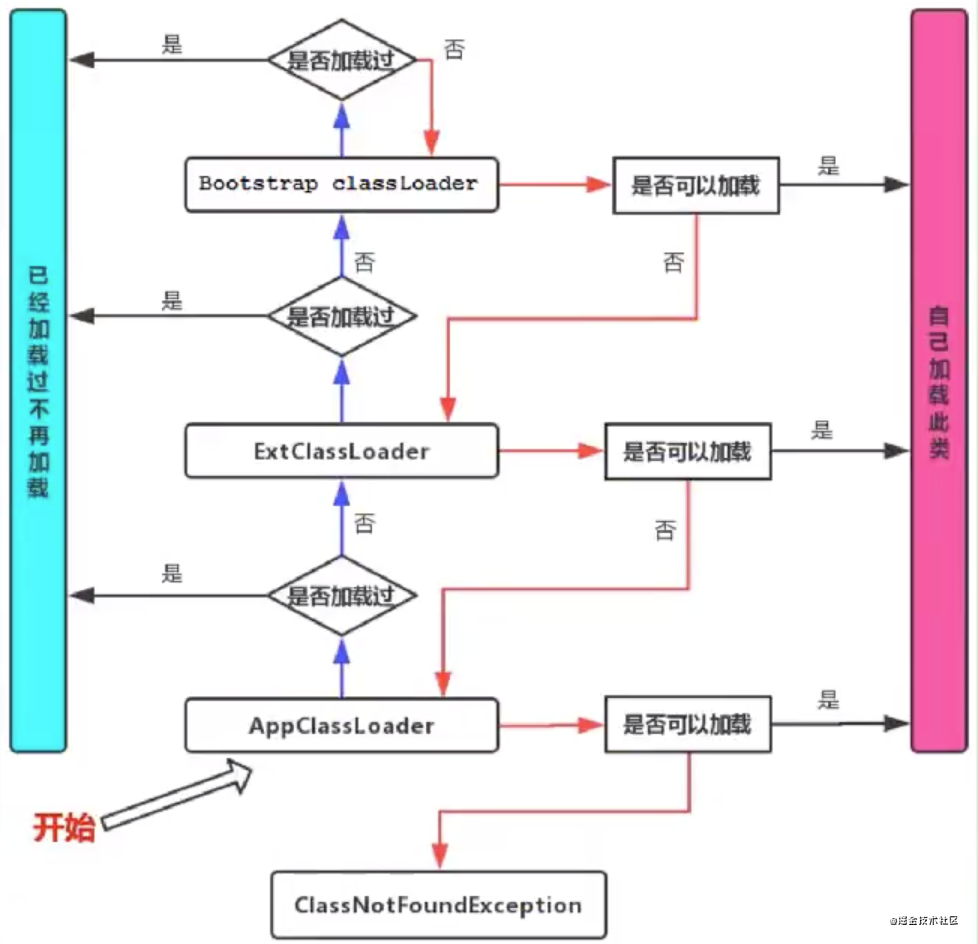 是
是否加载过
否
Bootstrap classLoader
是否可以加载
是
否
否
是
是否加载过
已经加载过不再加载
自己加载此类
ExtClassLoader
是否可以加载
是
否
否
是
是否加载过
AppClassLoader
是否可以加载
是
开始
ClassNotFoundException
@掘金技术社区